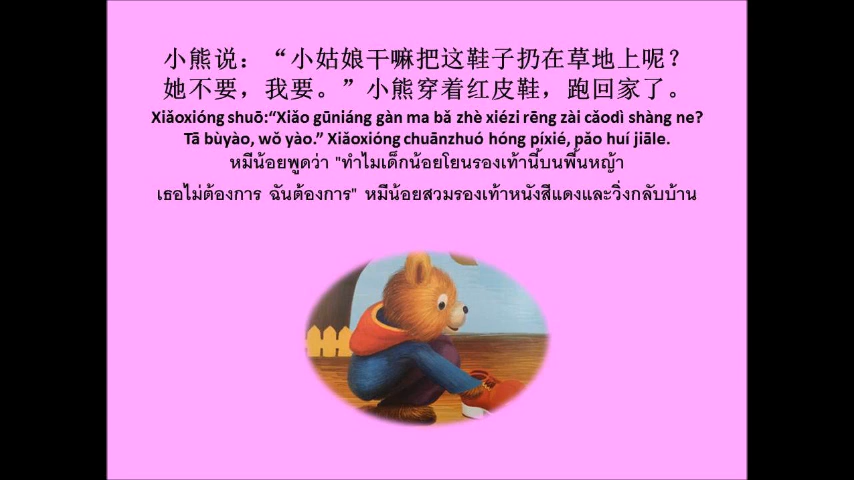 小熊说：“小姑娘干嘛把这鞋子扔在草地上呢？
她不要，我要。”小熊穿着红皮鞋，跑回家了。
Xiǎoxióng shuō:“Xiǎo gūniáng gàn ma bǎ zhè xiézi rēng zài cǎodì shàng ne?
Tā bùyào, wǒ yào.” Xiǎoxióng chuānzhuó hóng píxié, pǎo huí jiāle.
หมีน้อยพูดว่า "ทำไมเด็กน้อยโยนรองเท้านี้บนพื้นหญ้า
เธอไม่ต้องการ ฉันต้องการ" หมีน้อยสวมรองเท้าหนังสีแดงและวิ่งกลับบ้าน